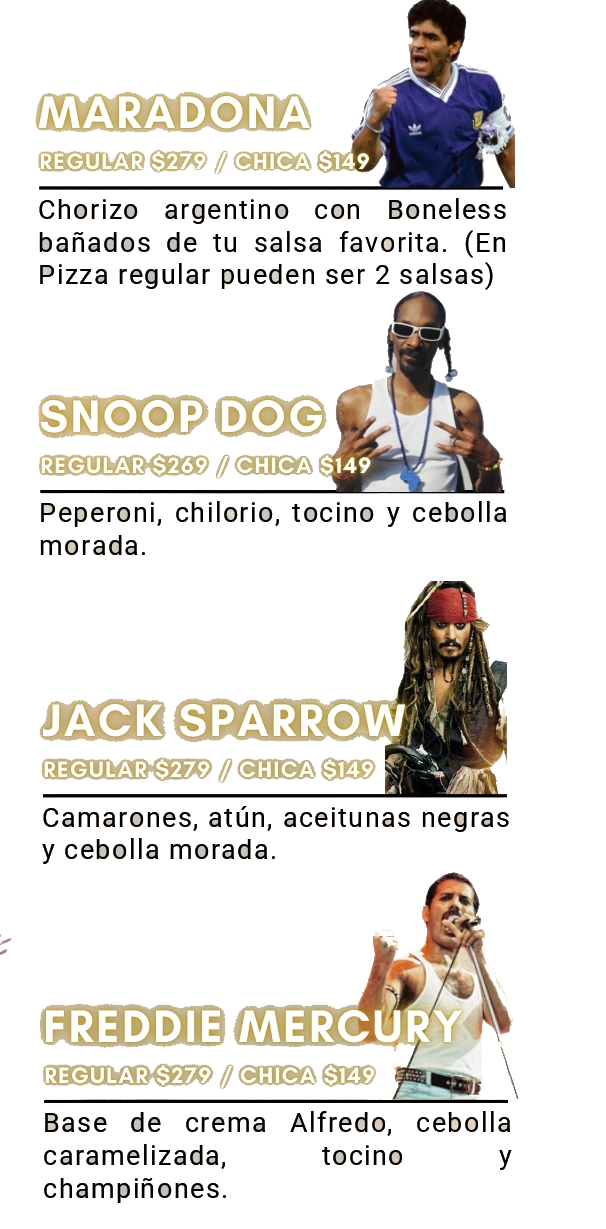 MARADONA
REGULAR $279 / CHICA $149
Chorizo argentino con Boneless
bañados de tu salsa favorita. (En
Pizza regular pueden ser 2 salsas)
SNOOP DOG
REGULAR $269 / CHICA $149
Peperoni, chilorio, tocino y cebolla
morada.
JACK SPARROW
REGULAR $279 / CHICA $149
Camarones, atún, aceitunas negras
y cebolla morada.
FREDDIE MERCURY
REGULAR $279 / CHICA $149
Base de crema Alfredo, cebolla
caramelizada, tocino y
champiñones.